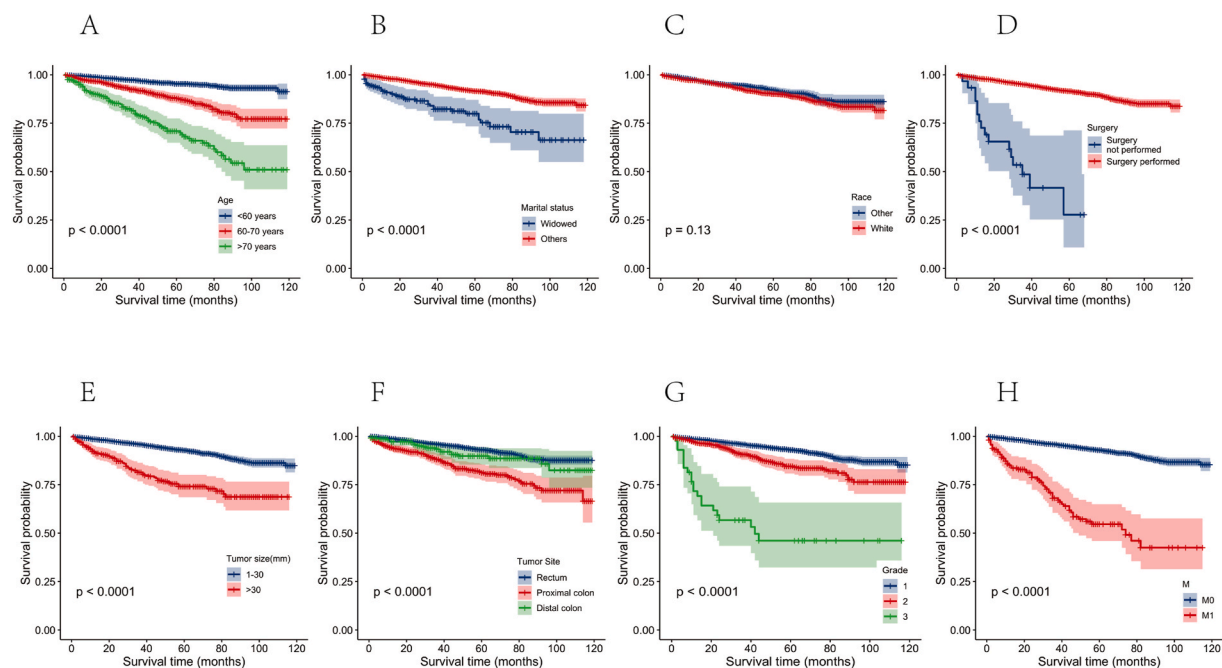 A
B
C
D
Survival probability
1.00
0.75
0.50
0.25
0.00
Age
<60 years
60-70 years
>70 years
p < 0.0001
0 20 40 60 80 100 120
Survival time (months)
Survival probability
1.00
0.75
0.50
0.25
0.00
Marital status
Widowed
Others
p < 0.0001
0 20 40 60 80 100 120
Survival time (months)
Survival probability
1.00
0.75
0.50
0.25
0.00
Race
Other
White
p = 0.13
0 20 40 60 80 100 120
Survival time (months)
Survival probability
1.00
0.75
0.50
0.25
0.00
Surgery
Surgery
not performed
Surgery performed
p < 0.0001
0 20 40 60 80 100 120
Survival time (months)
E
F
G
H
Survival probability
1.00
0.75
0.50
0.25
0.00
Tumor size(mm)
1-30
>30
p < 0.0001
0 20 40 60 80 100 120
Survival time (months)
Survival probability
1.00
0.75
0.50
0.25
0.00
Tumor Site
Rectum
Proximal colon
Distal colon
p < 0.0001
0 20 40 60 80 100 120
Survival time (months)
Survival probability
1.00
0.75
0.50
0.25
0.00
Grade
1
2
3
p < 0.0001
0 20 40 60 80 100 120
Survival time (months)
Survival probability
1.00
0.75
0.50
0.25
0.00
M
M0
M1
p < 0.0001
0 20 40 60 80 100 120
Survival time (months)